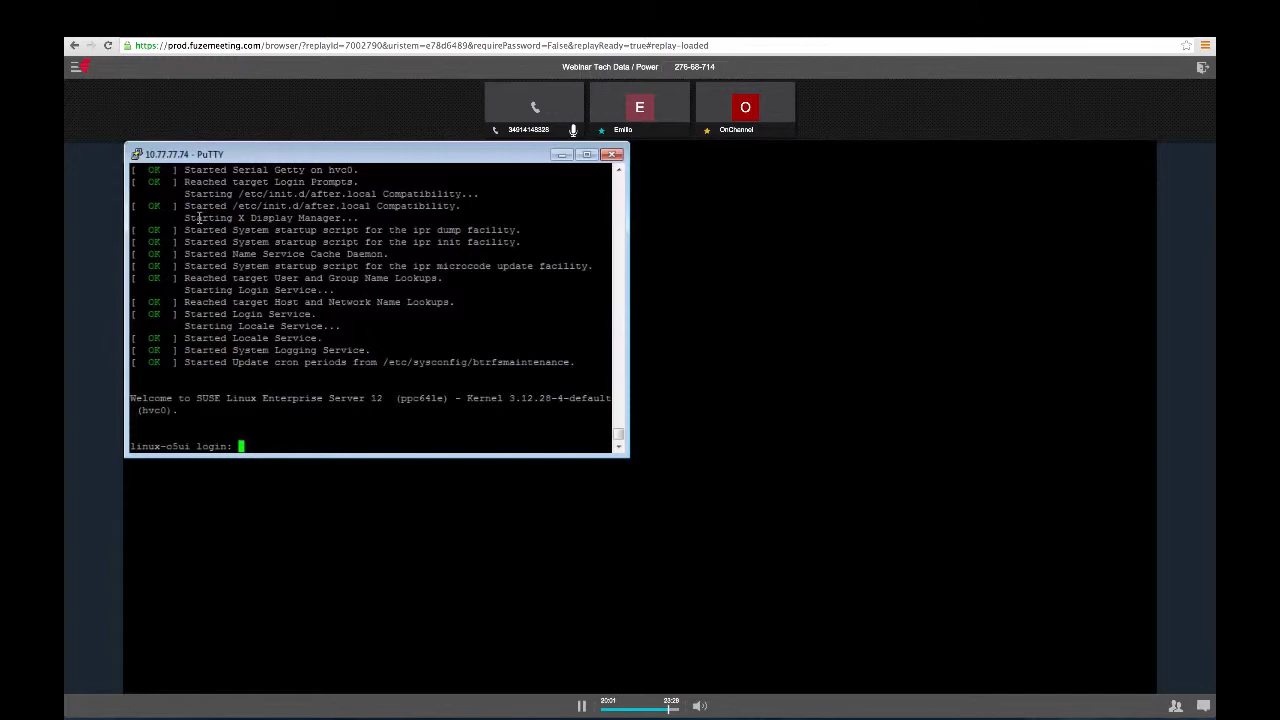 https://prod.fuzemeeting.com/browser/?replayId=7002790&uristem=e78d6489&requirePassword=False&replayReady=true#replay-loaded
Webinar Tech Data / Power 276-68-714
E O
34914148328 Emilio OnChannel
10.77.77.74 - PuTTY
[ OK ] Started Serial Getty on hvc0.
[ OK ] Reached target Login Prompts.
Starting /etc/init.d/after.local Compatibility...
[ OK ] Started /etc/init.d/after.local Compatibility.
Starting X Display Manager...
[ OK ] Started System startup script for the ipr dump facility.
[ OK ] Started System startup script for the ipr init facility.
[ OK ] Started Name Service Cache Daemon.
[ OK ] Started System startup script for the ipr microcode update facility.
[ OK ] Reached target User and Group Name Lookups.
Starting Login Service...
[ OK ] Reached target Host and Network Name Lookups.
[ OK ] Started Login Service.
Starting Locale Service...
[ OK ] Started Locale Service.
[ OK ] Started System Logging Service.
[ OK ] Started Update cron periods from /etc/sysconfig/btrfsmaintenance.
Welcome to SUSE Linux Enterprise Server 12 (ppc64le) - Kernel 3.12.28-4-default
(hvc0).
linux-o5ui login:
20:01 23:28